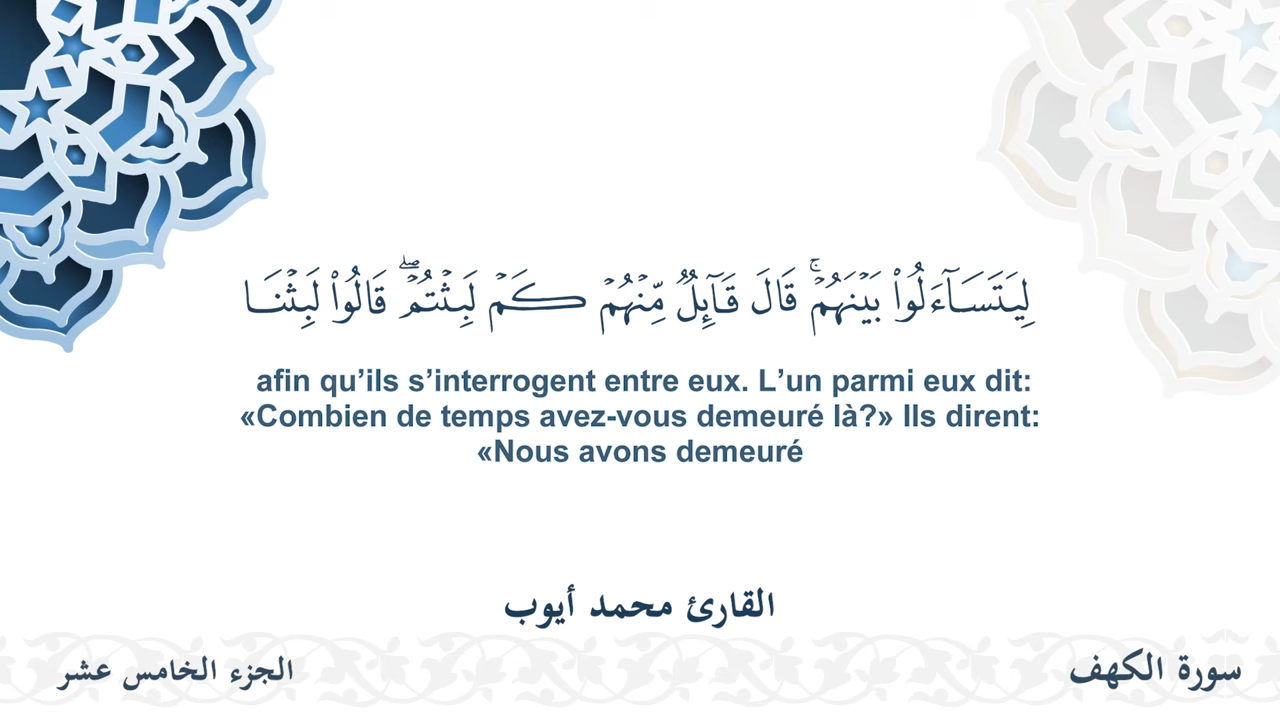 لِيَتَسَآءَلُواْ بَيۡنَهُمۡۚ قَالَ قَآئِلٞ مِّنۡهُمۡ كَمۡ لَبِثۡتُمۡۖ قَالُواْ لَبِثۡنَا
afin qu’ils s’interrogent entre eux. L’un parmi eux dit:
«Combien de temps avez-vous demeuré là?» Ils dirent:
«Nous avons demeuré
القارئ محمد أيوب
سورة الكهف
الجزء الخامس عشر